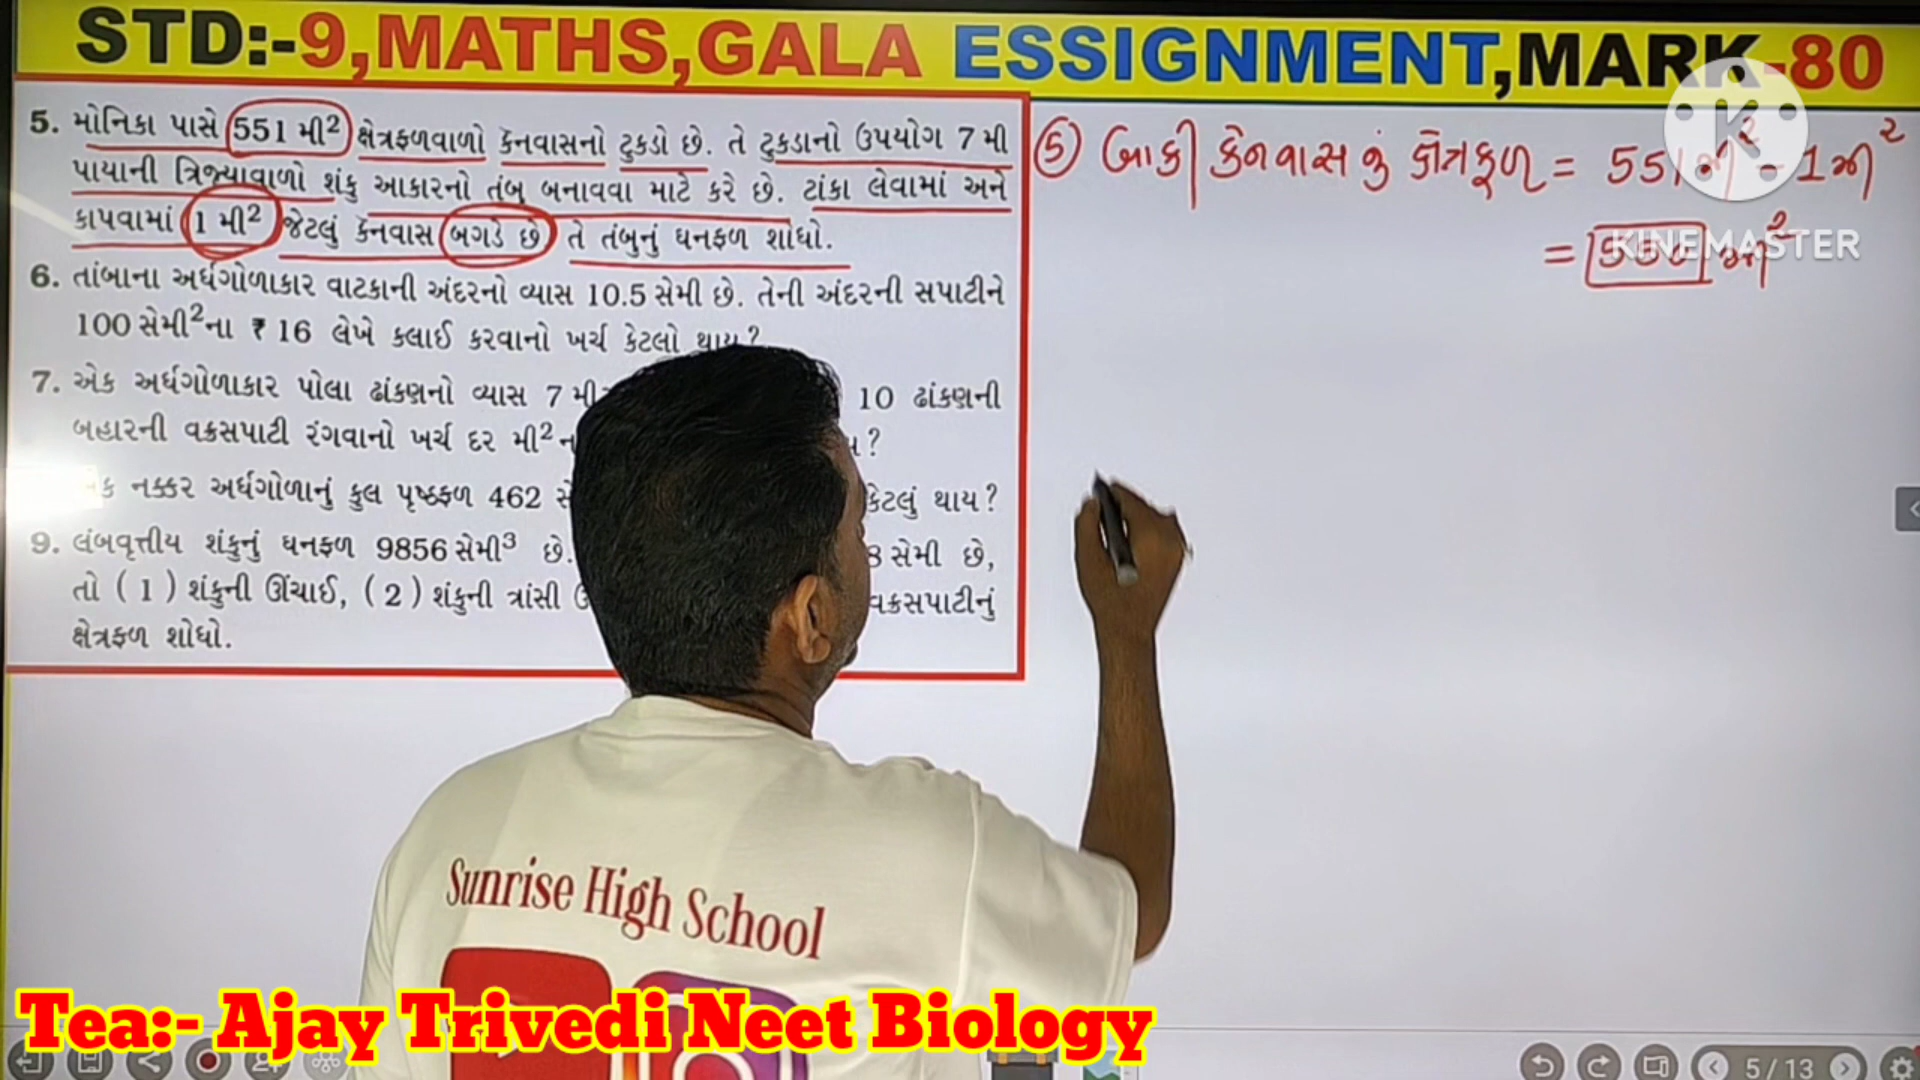 STD:-9,MATHS,GALA ESSIGNMENT,MARK-80
5. મોનિકા પાસે 551 મી² ક્ષેત્રફળવાળો કૅનવાસનો ટુકડો છે. તે ટુકડાનો ઉપયોગ 7 મી
પાયાની ત્રિજ્યાવાળો શંકુ આકારનો તંબુ બનાવવા માટે કરે છે. ટાંકા લેવામાં અને
કાપવામાં 1 મી² જેટલું કૅનવાસ બગડે છે તે તંબુનું ઘનફળ શોધો.
6. તાંબાના અર્ધગોળાકાર વાટકાની અંદરનો વ્યાસ 10.5 સેમી છે. તેની અંદરની સપાટીને
100 સેમી²ના ₹ 16 લેખે કલાઈ કરવાનો ખર્ચ કેટલો થાય?
7. એક અર્ધગોળાકાર પોલા ઢાંકણનો વ્યાસ 7 10 ઢાંકણની
બહારની વક્રસપાટી રંગવાનો ખર્ચ દર મી² ?
નક્કર અર્ધગોળાનું કુલ પૃષ્ઠફળ 462 કેટલું થાય?
9. લંબવૃત્તીય શંકુનું ઘનફળ 9856 સેમી³ છે. 8 સેમી છે,
તો (1) શંકુની ઊંચાઈ, (2) શંકુની ત્રાંસી વક્રસપાટીનું
ક્ષેત્રફળ શોધો.
5 બાકી કેનવાસ નું ક્ષેત્રફળ = 551 મી² - 1 મી²
= 550 મી²
KINEMASTER
Sunrise High School
Tea:- Ajay Trivedi Neet Biology
5/13